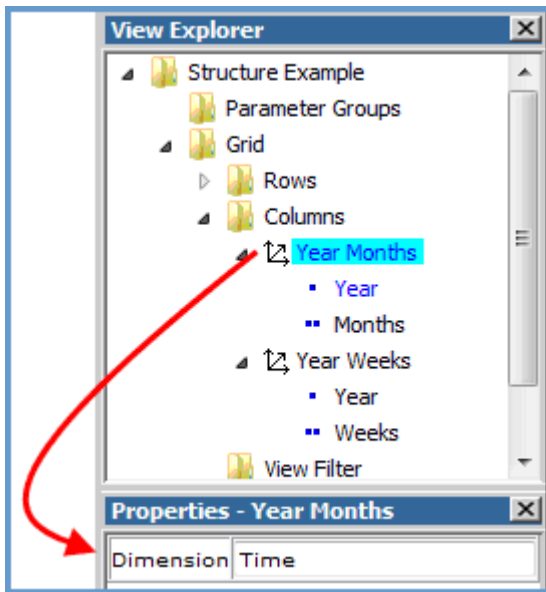 View Explorer
Structure Example
Parameter Groups
Grid
Rows
Columns
Year Months
Year
Months
Year Weeks
Year
Weeks
View Filter
Properties - Year Months
Dimension Time